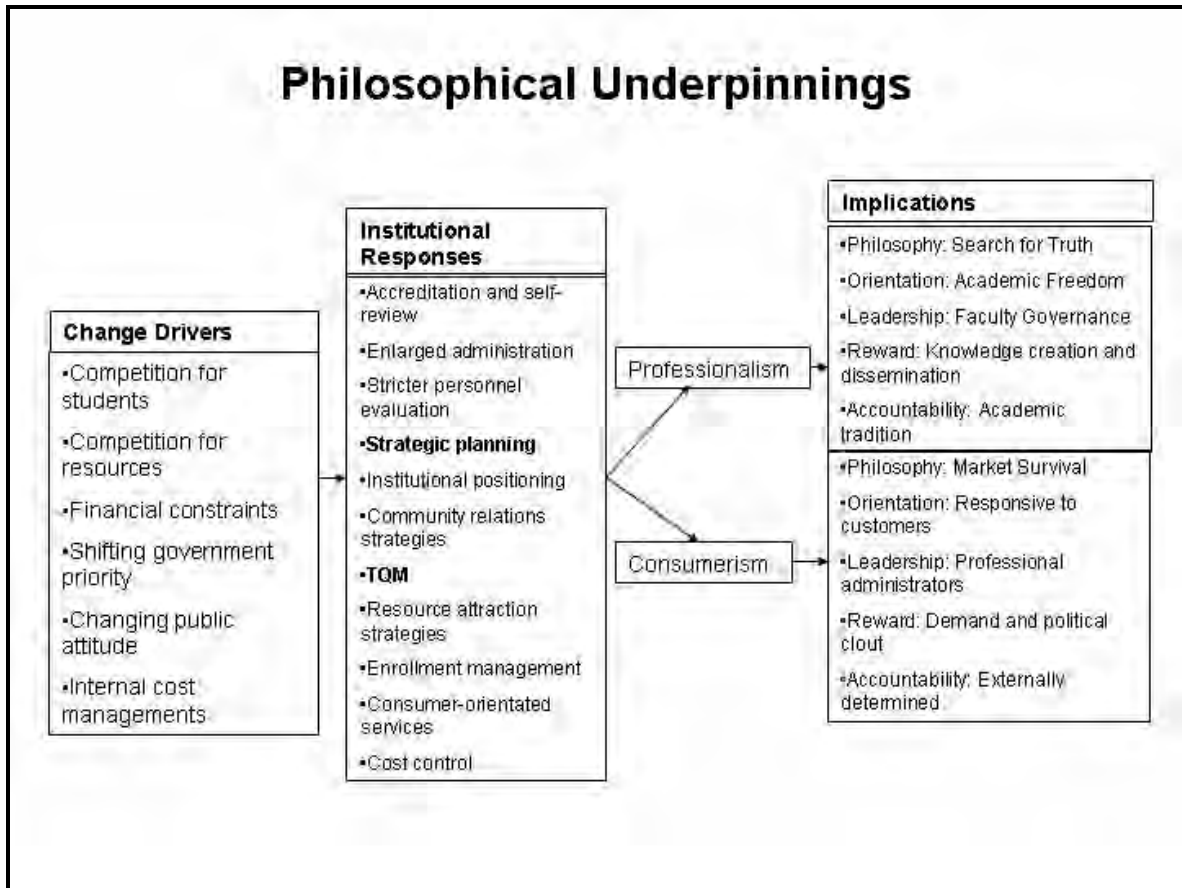 Philosophical Underpinnings
Change Drivers
•Competition for
students
•Competition for
resources
•Financial constraints
•Shifting government
priority
•Changing public
attitude
•Internal cost
managements
Institutional
Responses
•Accreditation and self-
review
•Enlarged administration
•Stricter personnel
evaluation
•Strategic planning
•Institutional positioning
•Community relations
strategies
•TQM
•Resource attraction
strategies
•Enrollment management
•Consumer-orientated
services
•Cost control
Professionalism
Consumerism
Implications
•Philosophy: Search for Truth
•Orientation: Academic Freedom
•Leadership: Faculty Governance
•Reward: Knowledge creation and
dissemination
•Accountability: Academic
tradition
•Philosophy: Market Survival
•Orientation: Responsive to
customers
•Leadership: Professional
administrators
•Reward: Demand and political
clout
•Accountability: Externally
determined